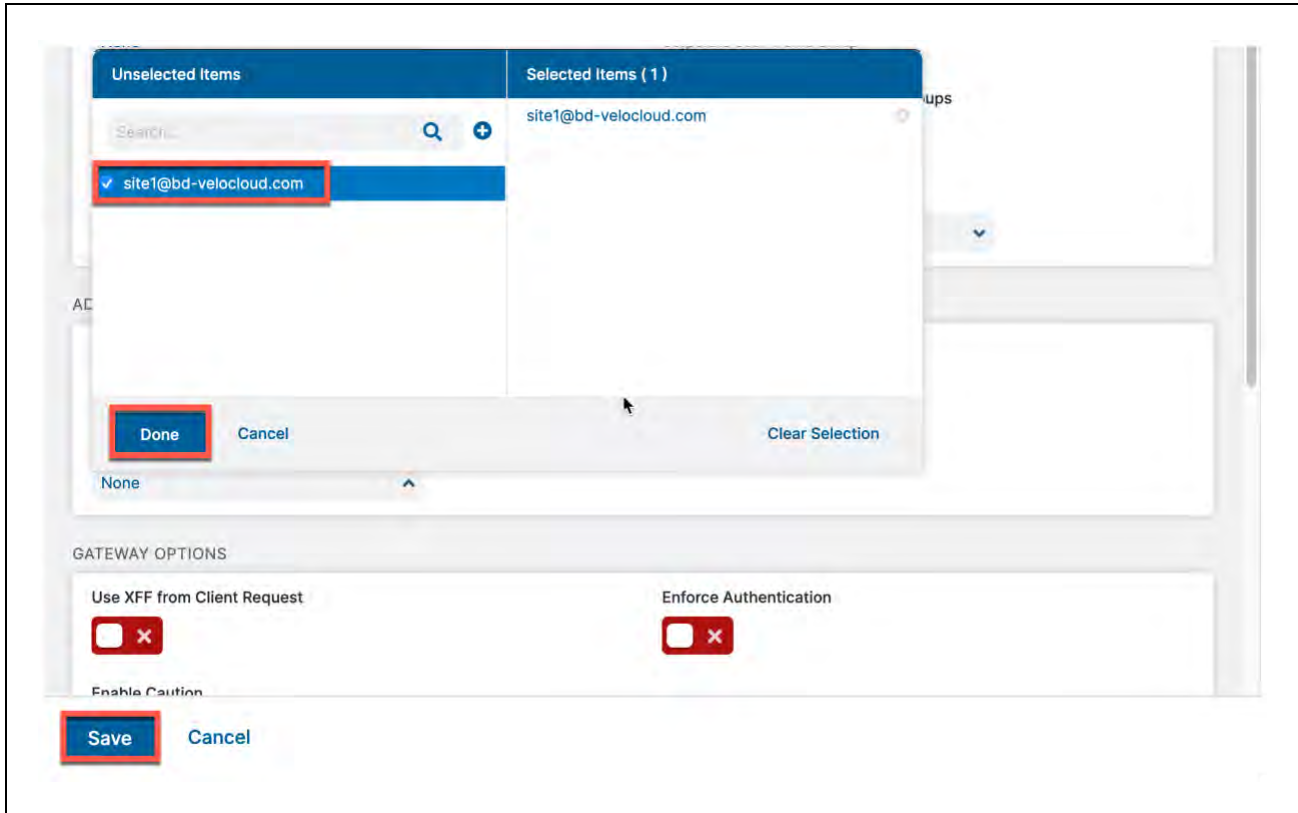 Unselected Items
Selected Items ( 1 )
Search...
site1@bd-velocloud.com
ups
site1@bd-velocloud.com
AD
Done
Cancel
Clear Selection
None
GATEWAY OPTIONS
Use XFF from Client Request
Enforce Authentication
Enable Caution
Save
Cancel